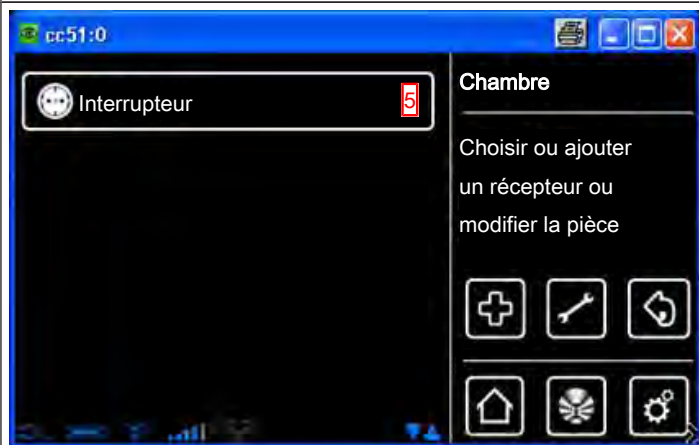 cc51:0
Interrupteur 5
Chambre
Choisir ou ajouter
un récepteur ou
modifier la pièce